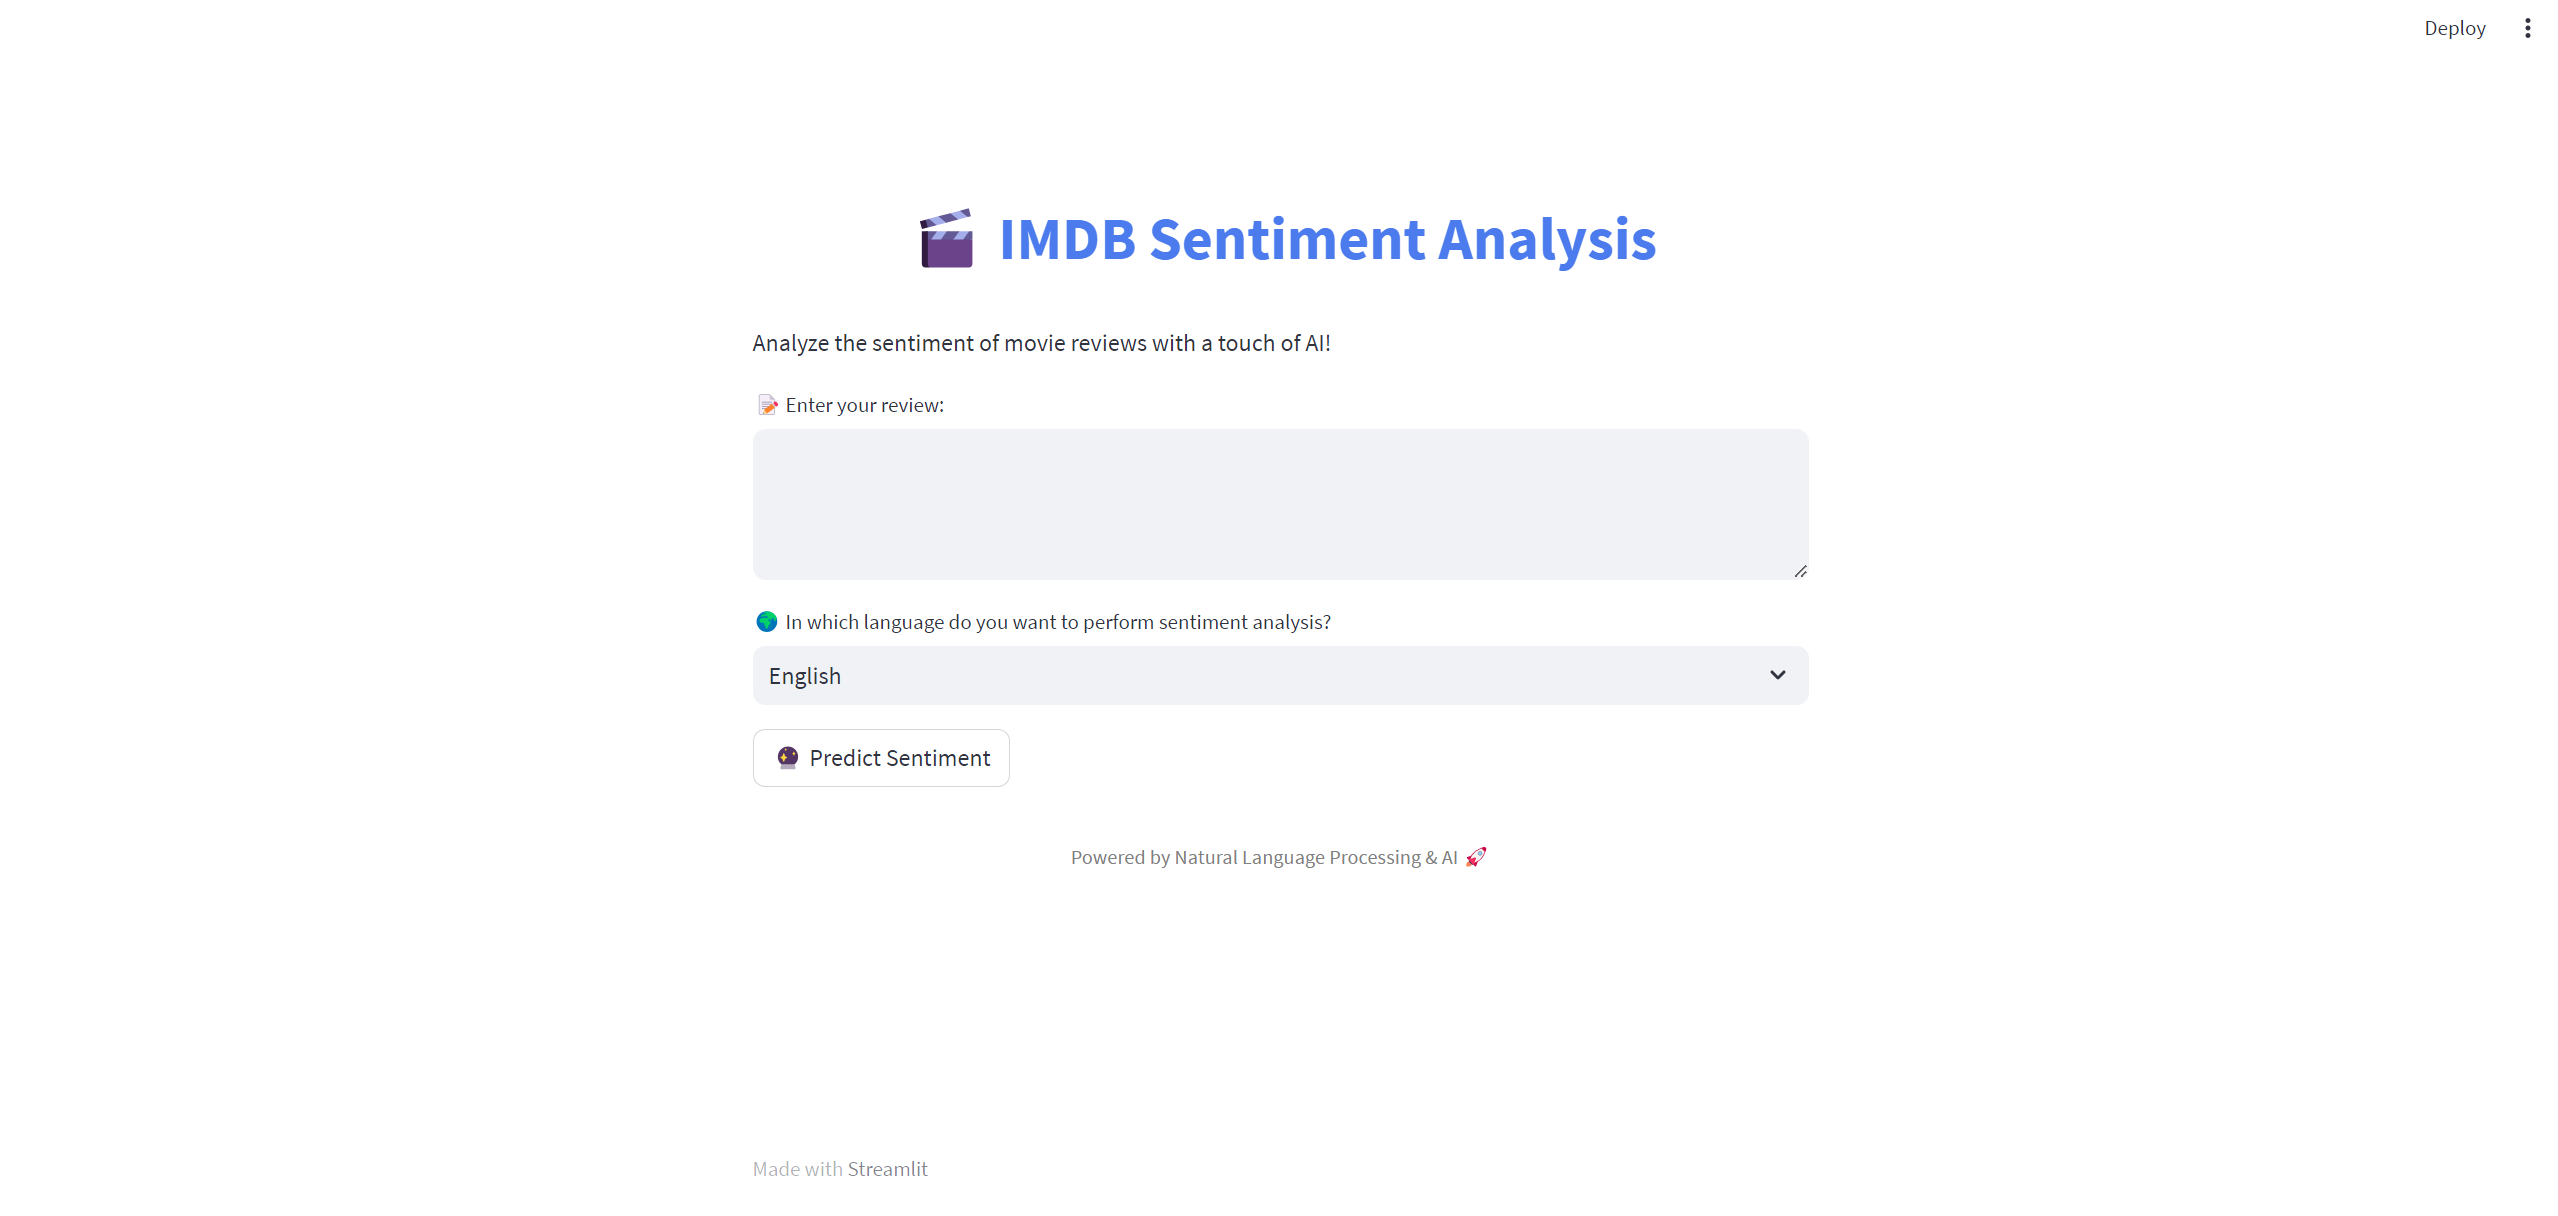 Deploy
🎬 IMDB Sentiment Analysis
Analyze the sentiment of movie reviews with a touch of AI!
📝 Enter your review:
🌍 In which language do you want to perform sentiment analysis?
English
🔮 Predict Sentiment
Powered by Natural Language Processing & AI 🚀
Made with Streamlit